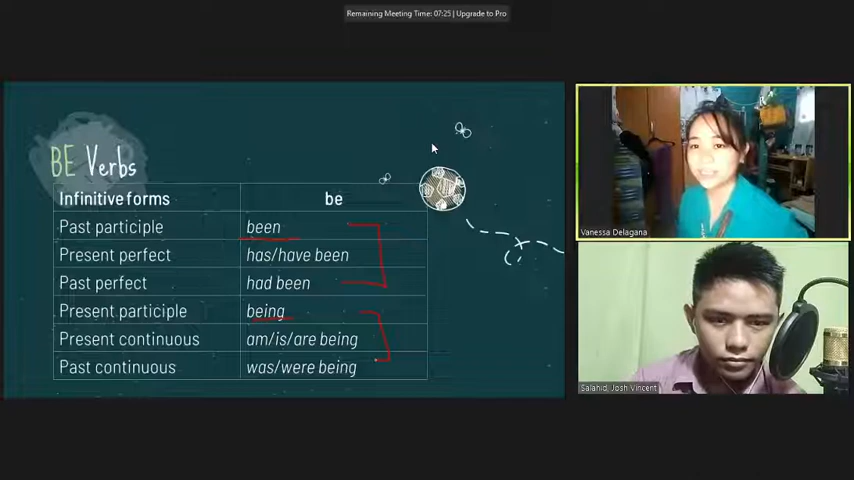 Remaining Meeting Time: 07:25 | Upgrade to Pro
BE Verbs
Infinitive forms be
Past participle been
Present perfect has/have been
Past perfect had been
Present participle being
Present continuous am/is/are being
Past continuous was/were being
Vanessa Delagana
Salahid, Josh Vincent